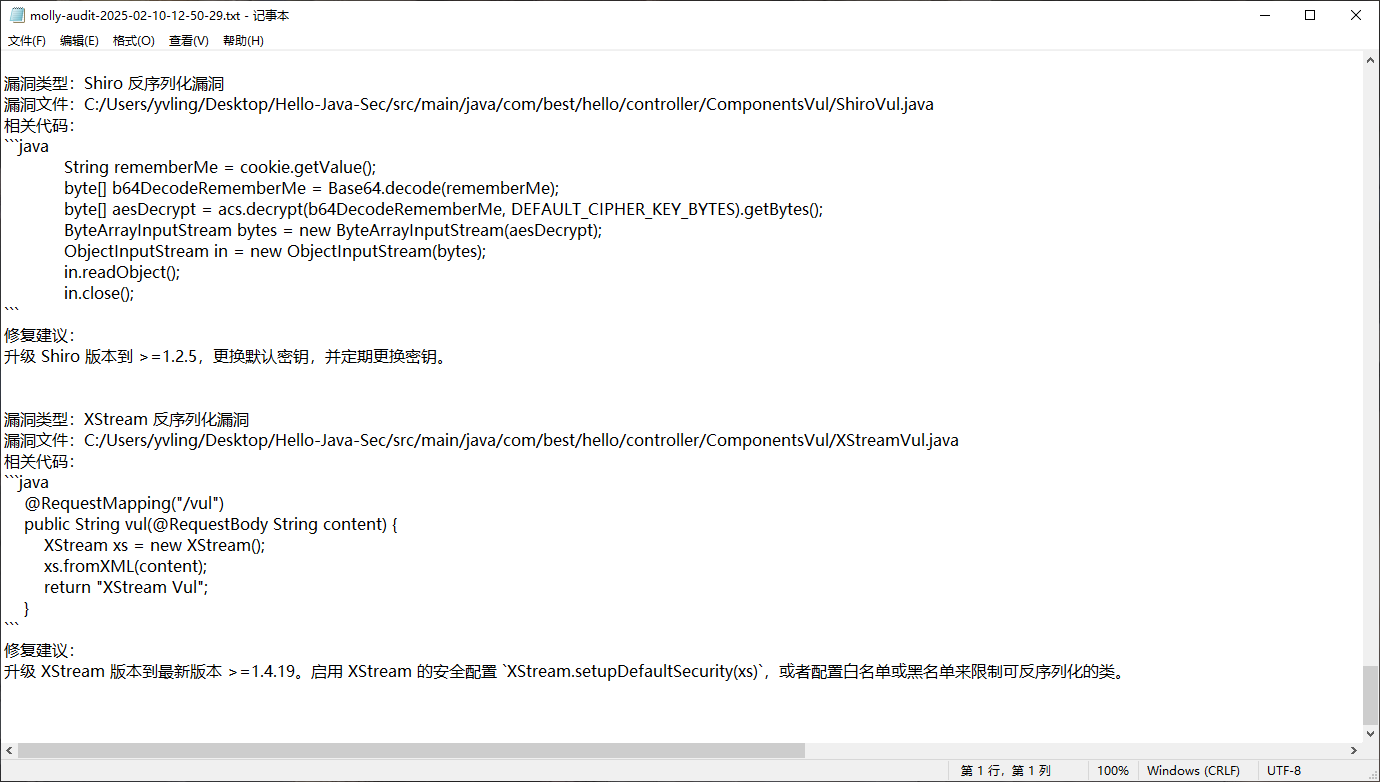 molly-audit-2025-02-10-12-50-29.txt - 记事本
文件(F) 编辑(E) 格式(O) 查看(V) 帮助(H)
漏洞类型：Shiro 反序列化漏洞
漏洞文件：C:/Users/yvling/Desktop/Hello-Java-Sec/src/main/java/com/best/hello/controller/ComponentsVul/ShiroVul.java
相关代码：
```java
            String rememberMe = cookie.getValue();
            byte[] b64DecodeRememberMe = Base64.decode(rememberMe);
            byte[] aesDecrypt = acs.decrypt(b64DecodeRememberMe, DEFAULT_CIPHER_KEY_BYTES).getBytes();
            ByteArrayInputStream bytes = new ByteArrayInputStream(aesDecrypt);
            ObjectInputStream in = new ObjectInputStream(bytes);
            in.readObject();
            in.close();
```
修复建议：
升级 Shiro 版本到 >=1.2.5，更换默认密钥，并定期更换密钥。
漏洞类型：XStream 反序列化漏洞
漏洞文件：C:/Users/yvling/Desktop/Hello-Java-Sec/src/main/java/com/best/hello/controller/ComponentsVul/XStreamVul.java
相关代码：
```java
    @RequestMapping("/vul")
    public String vul(@RequestBody String content) {
        XStream xs = new XStream();
        xs.fromXML(content);
        return "XStream Vul";
    }
```
修复建议：
升级 XStream 版本到最新版本 >=1.4.19。启用 XStream 的安全配置 `XStream.setupDefaultSecurity(xs)`，或者配置白名单或黑名单来限制可反序列化的类。
第 1 行，第 1 列 100% Windows (CRLF) UTF-8